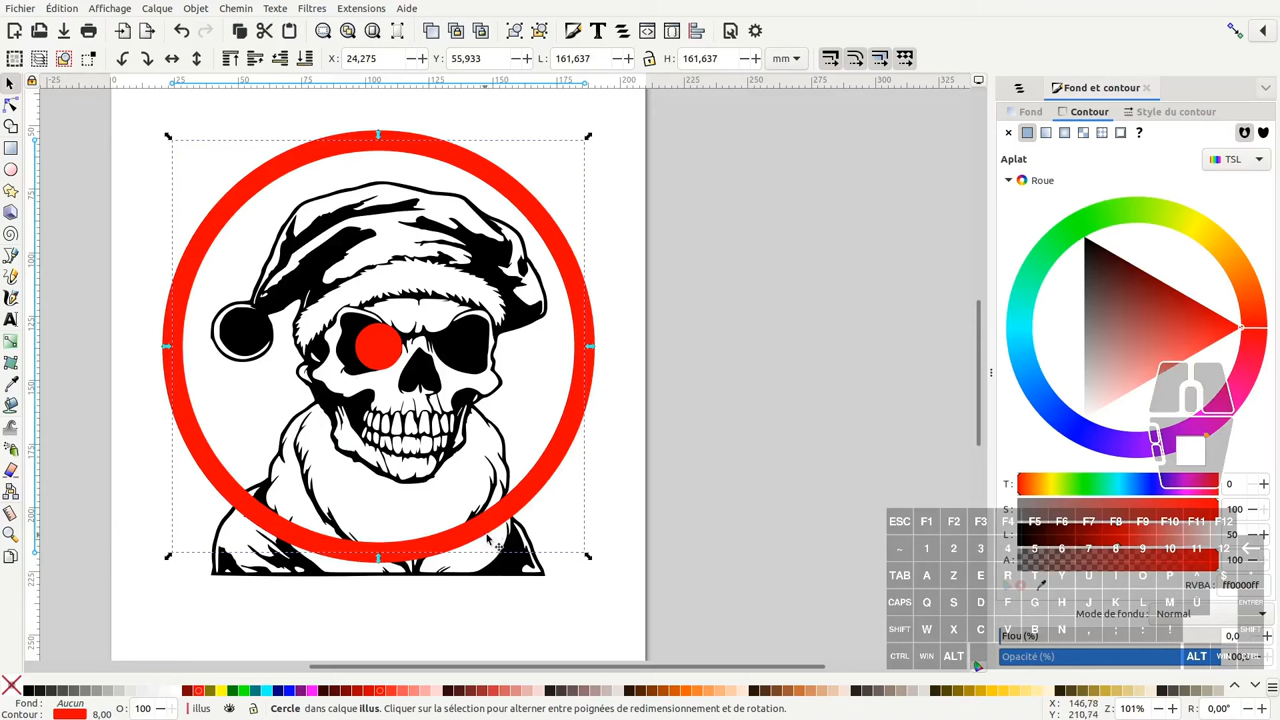 Fichier Édition Affichage Calque Objet Chemin Texte Filtres Extensions Aide
X: 24,275 Y: 55,933 L: 161,637 H: 161,637 mm
Fond et contour
Fond Contour Style du contour
Aplat TSL
Roue
T: 0
S: 100
L: 50
A: 100
RVBA: ff0000ff
Mode de fondu: Normal
Flou (%) 0,0
Opacité (%)
ESC F1 F2 F3 F4 F5 F6 F7 F8 F9 F10 F11 F12
~ 1 2 3 4 5 6 7 8 9 0
TAB A Z E R T Y U I O P
CAPS Q S D F G H J K L M Ù ENTRER
SHIFT W X C V B N , ; : ! SHIFT
CTRL WIN ALT ALT WIN CTRL
Fond : Aucun O: 100 illus Cercle dans calque illus. Cliquer sur la sélection pour alterner entre poignées de redimensionnement et de rotation. X: 146,78 Z: 101% R: 0,00°
Contour : 8,00 Y: 210,74